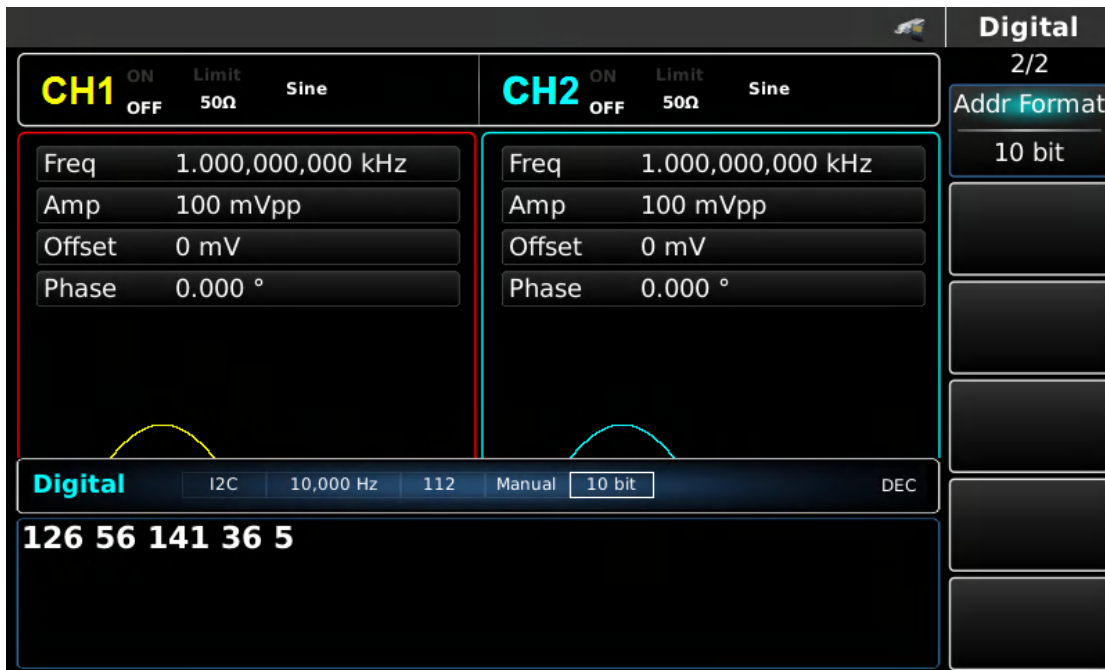 Digital
2/2
Addr Format
10 bit
CH1 ON Limit
OFF 50Ω Sine
CH2 ON Limit
OFF 50Ω Sine
Freq 1.000,000,000 kHz
Amp 100 mVpp
Offset 0 mV
Phase 0.000 °
Freq 1.000,000,000 kHz
Amp 100 mVpp
Offset 0 mV
Phase 0.000 °
Digital I2C 10,000 Hz 112 Manual 10 bit DEC
126 56 141 36 5